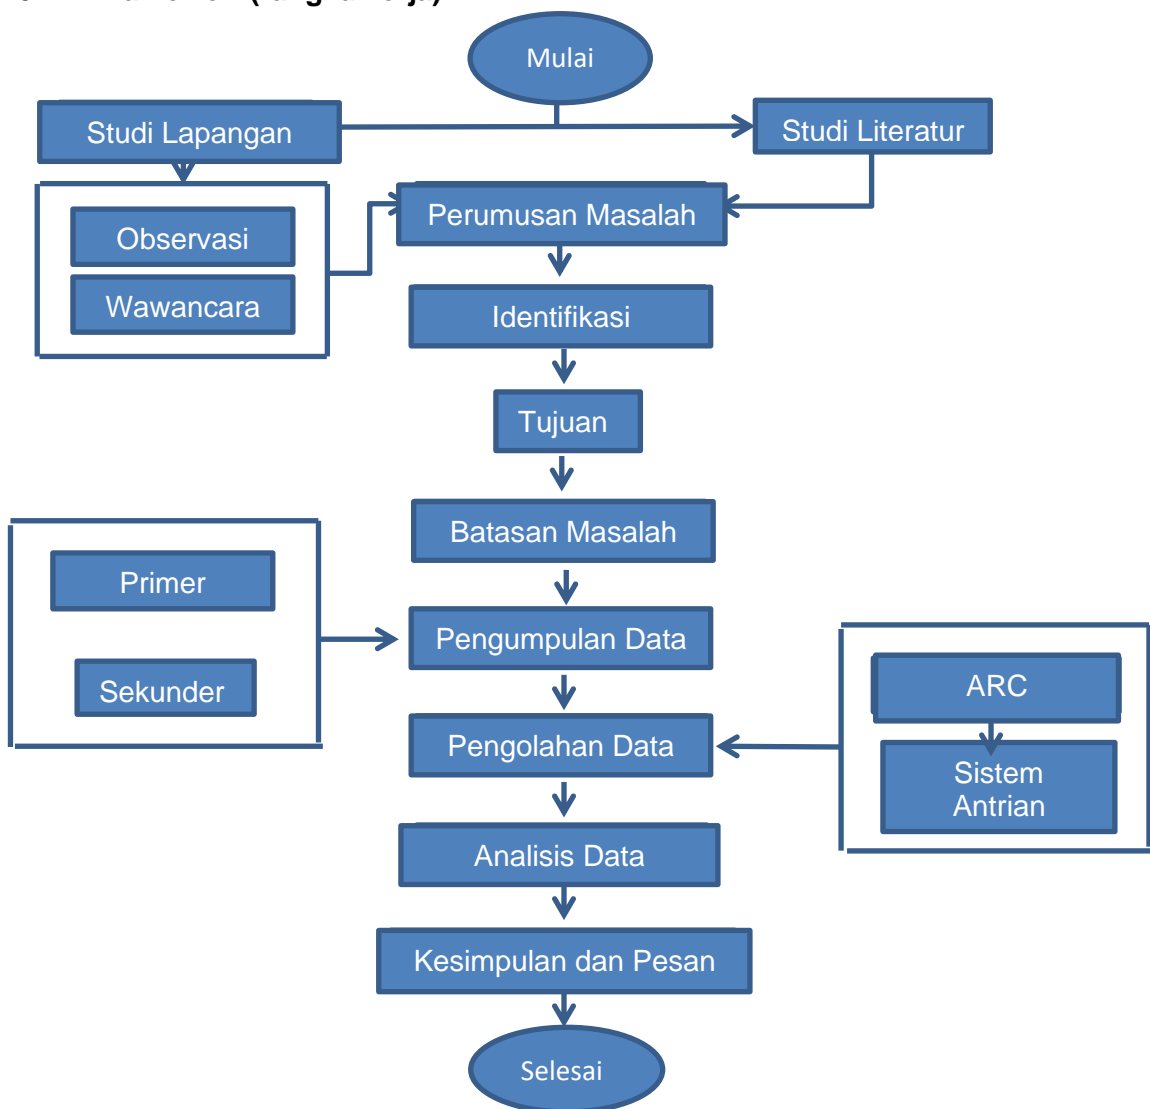 Mulai
Studi Lapangan
Studi Literatur
Perumusan Masalah
Observasi
Wawancara
Identifikasi
Tujuan
Batasan Masalah
Primer
Pengumpulan Data
Sekunder
ARC
Pengolahan Data
Sistem
Antrian
Analisis Data
Kesimpulan dan Pesan
Selesai